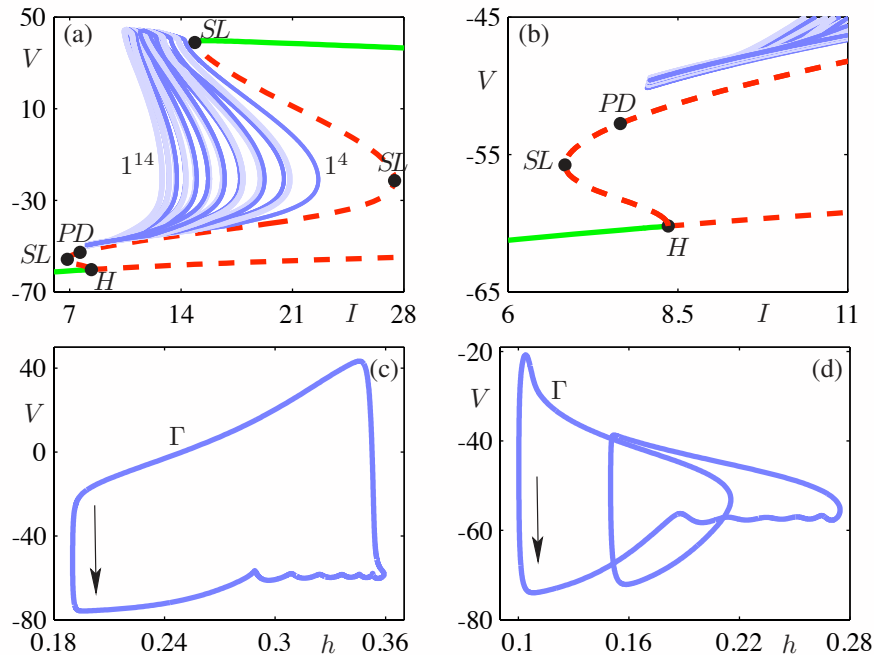 50
(a)
SL
V
10
1^14
1^4
SL
-30
PD
SL
H
-70
7
14
21
I
28
-45
(b)
V
PD
-55
SL
H
-65
6
8.5
I
11
40
(c)
V
Γ
0
-40
-80
0.18
0.24
0.3
h
0.36
-20
(d)
V
Γ
-40
-60
-80
0.1
0.16
0.22
h
0.28